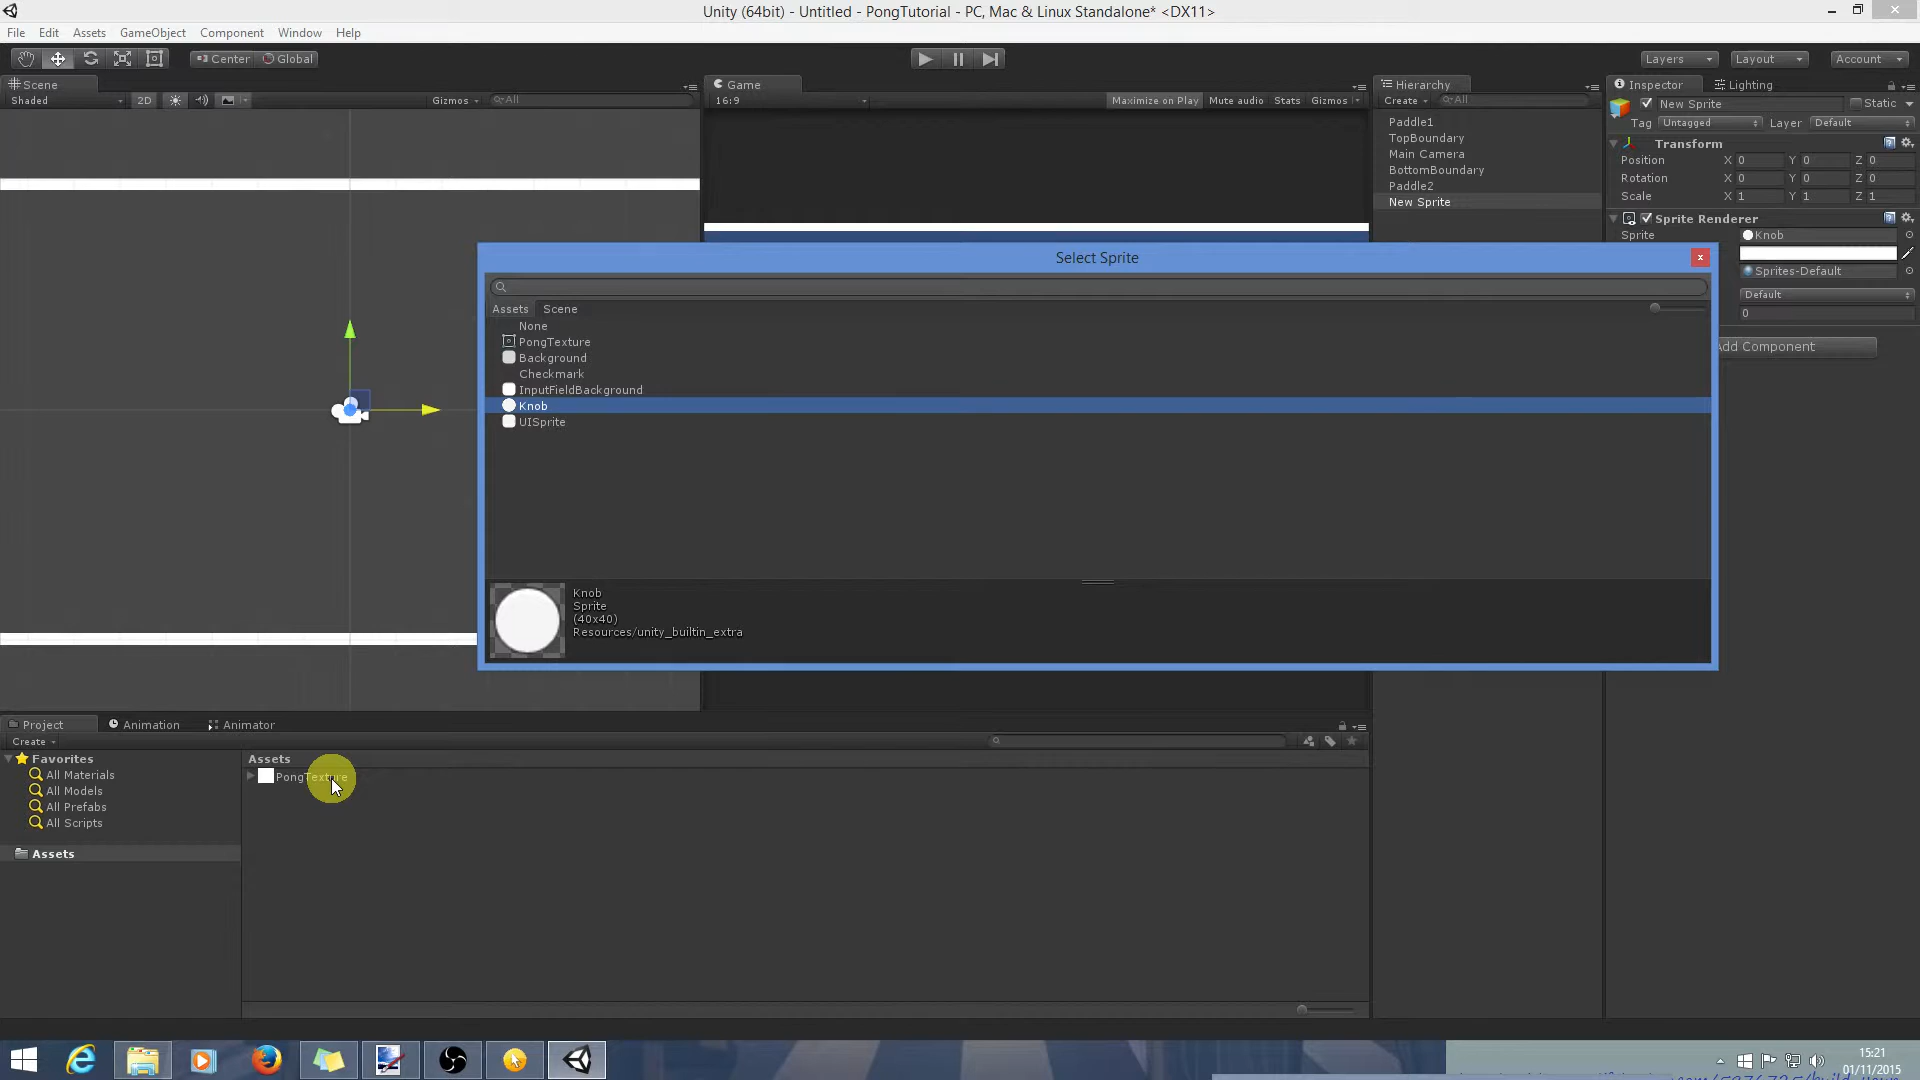 Unity (64bit) - Untitled - PongTutorial - PC, Mac & Linux Standalone* <DX11>
File Edit Assets GameObject Component Window Help
Center Global Layers Layout Account
Scene Game Hierarchy Inspector Lighting
Shaded 2D Gizmos All 16:9 Maximize on Play Mute audio Stats Gizmos Create All
New Sprite Static
Tag Untagged Layer Default
Paddle1
TopBoundary
Main Camera
BottomBoundary
Paddle2
New Sprite
Transform
Position X 0 Y 0 Z 0
Rotation X 0 Y 0 Z 0
Scale X 1 Y 1 Z 1
Sprite Renderer
Sprite Knob
Sprites-Default
Default
0
Add Component
Select Sprite
x
Assets Scene
None
PongTexture
Background
Checkmark
InputFieldBackground
Knob
UISprite
Knob
Sprite
(40x40)
Resources/unity_builtin_extra
Project Animation Animator
Create
Favorites
All Materials
All Models
All Prefabs
All Scripts
Assets
Assets
PongTexture
15:21
01/11/2015